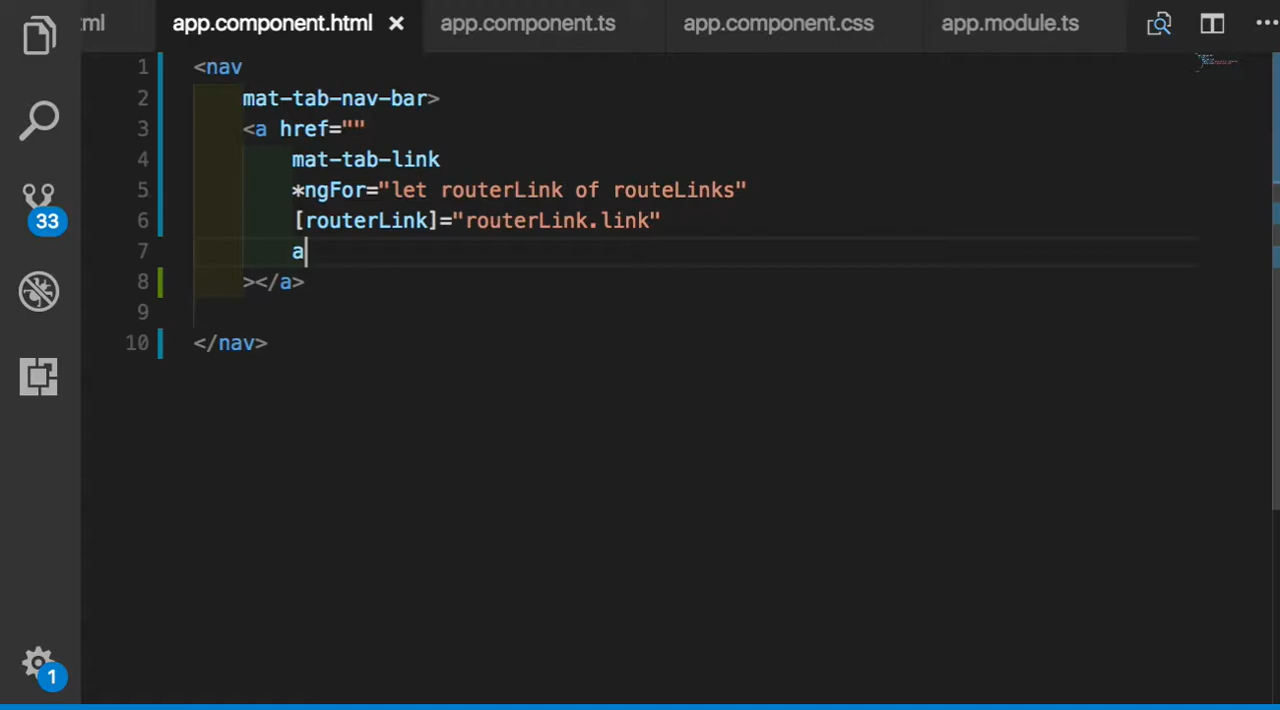 ml app.component.html × app.component.ts app.component.css app.module.ts
1 <nav
2 mat-tab-nav-bar>
3 <a href=""
4 mat-tab-link
5 *ngFor="let routerLink of routeLinks"
6 [routerLink]="routerLink.link"
7 a
8 ></a>
9
10 </nav>
33
1